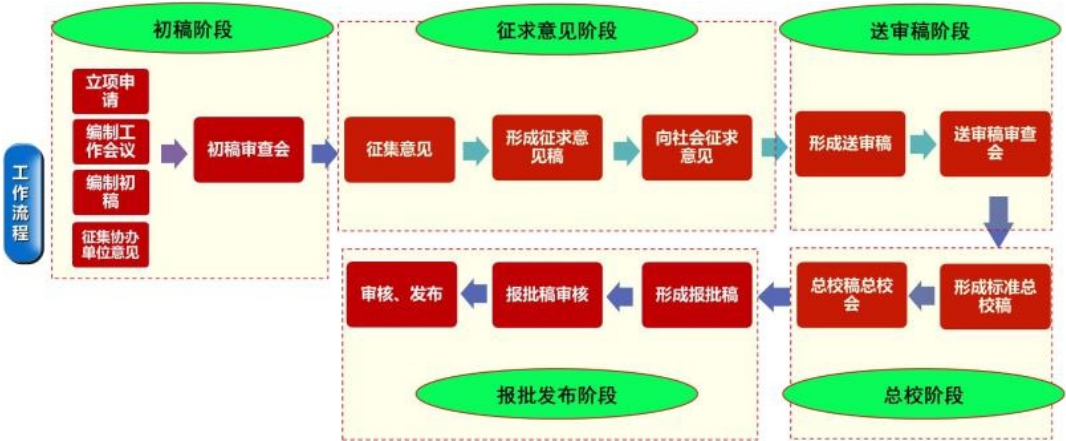 初稿阶段
征求意见阶段
送审稿阶段
工作流程
立项申
请
编制工
作会议
编制初
稿
征集协办
单位意见
初稿审查会
征集意见
形成征求意
见稿
向社会征求
意见
形成送审稿
送审稿审查
会
形成标准总
校稿
总校稿总校
会
形成报批稿
报批稿审核
审核、发布
报批发布阶段
总校阶段